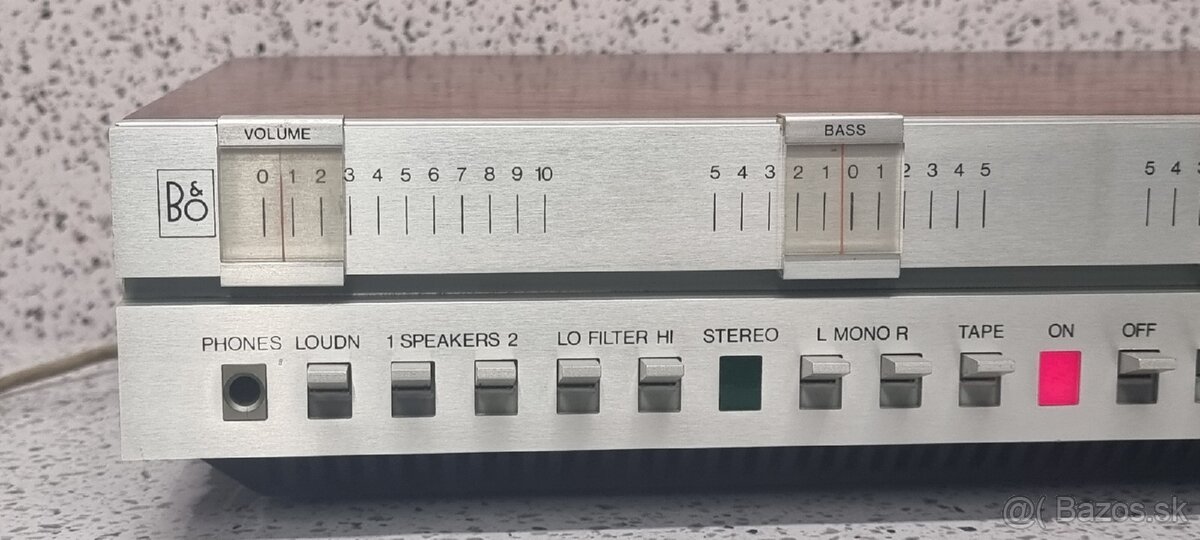 VOLUME
BASS
B&O
0 1 2 3 4 5 6 7 8 9 10
5 4 3 2 1 0 1 2 3 4 5
5 4
PHONES LOUDN 1 SPEAKERS 2 LO FILTER HI STEREO L MONO R TAPE ON OFF
@( Bazos.sk